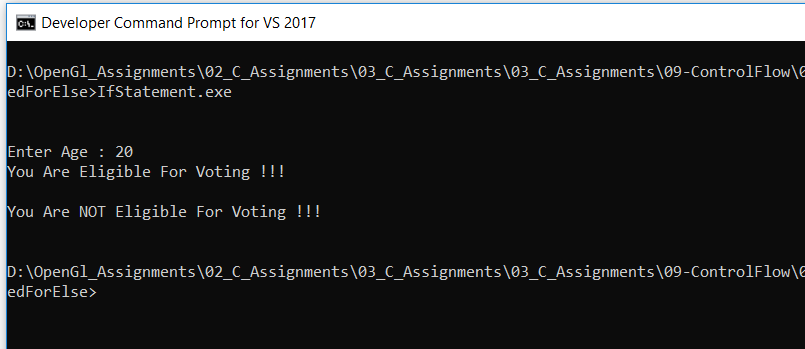 Developer Command Prompt for VS 2017
D:\OpenGl_Assignments\02_C_Assignments\03_C_Assignments\03_C_Assignments\09-ControlFlow\0
edForElse>IfStatement.exe
Enter Age : 20
You Are Eligible For Voting !!!
You Are NOT Eligible For Voting !!!
D:\OpenGl_Assignments\02_C_Assignments\03_C_Assignments\03_C_Assignments\09-ControlFlow\0
edForElse>